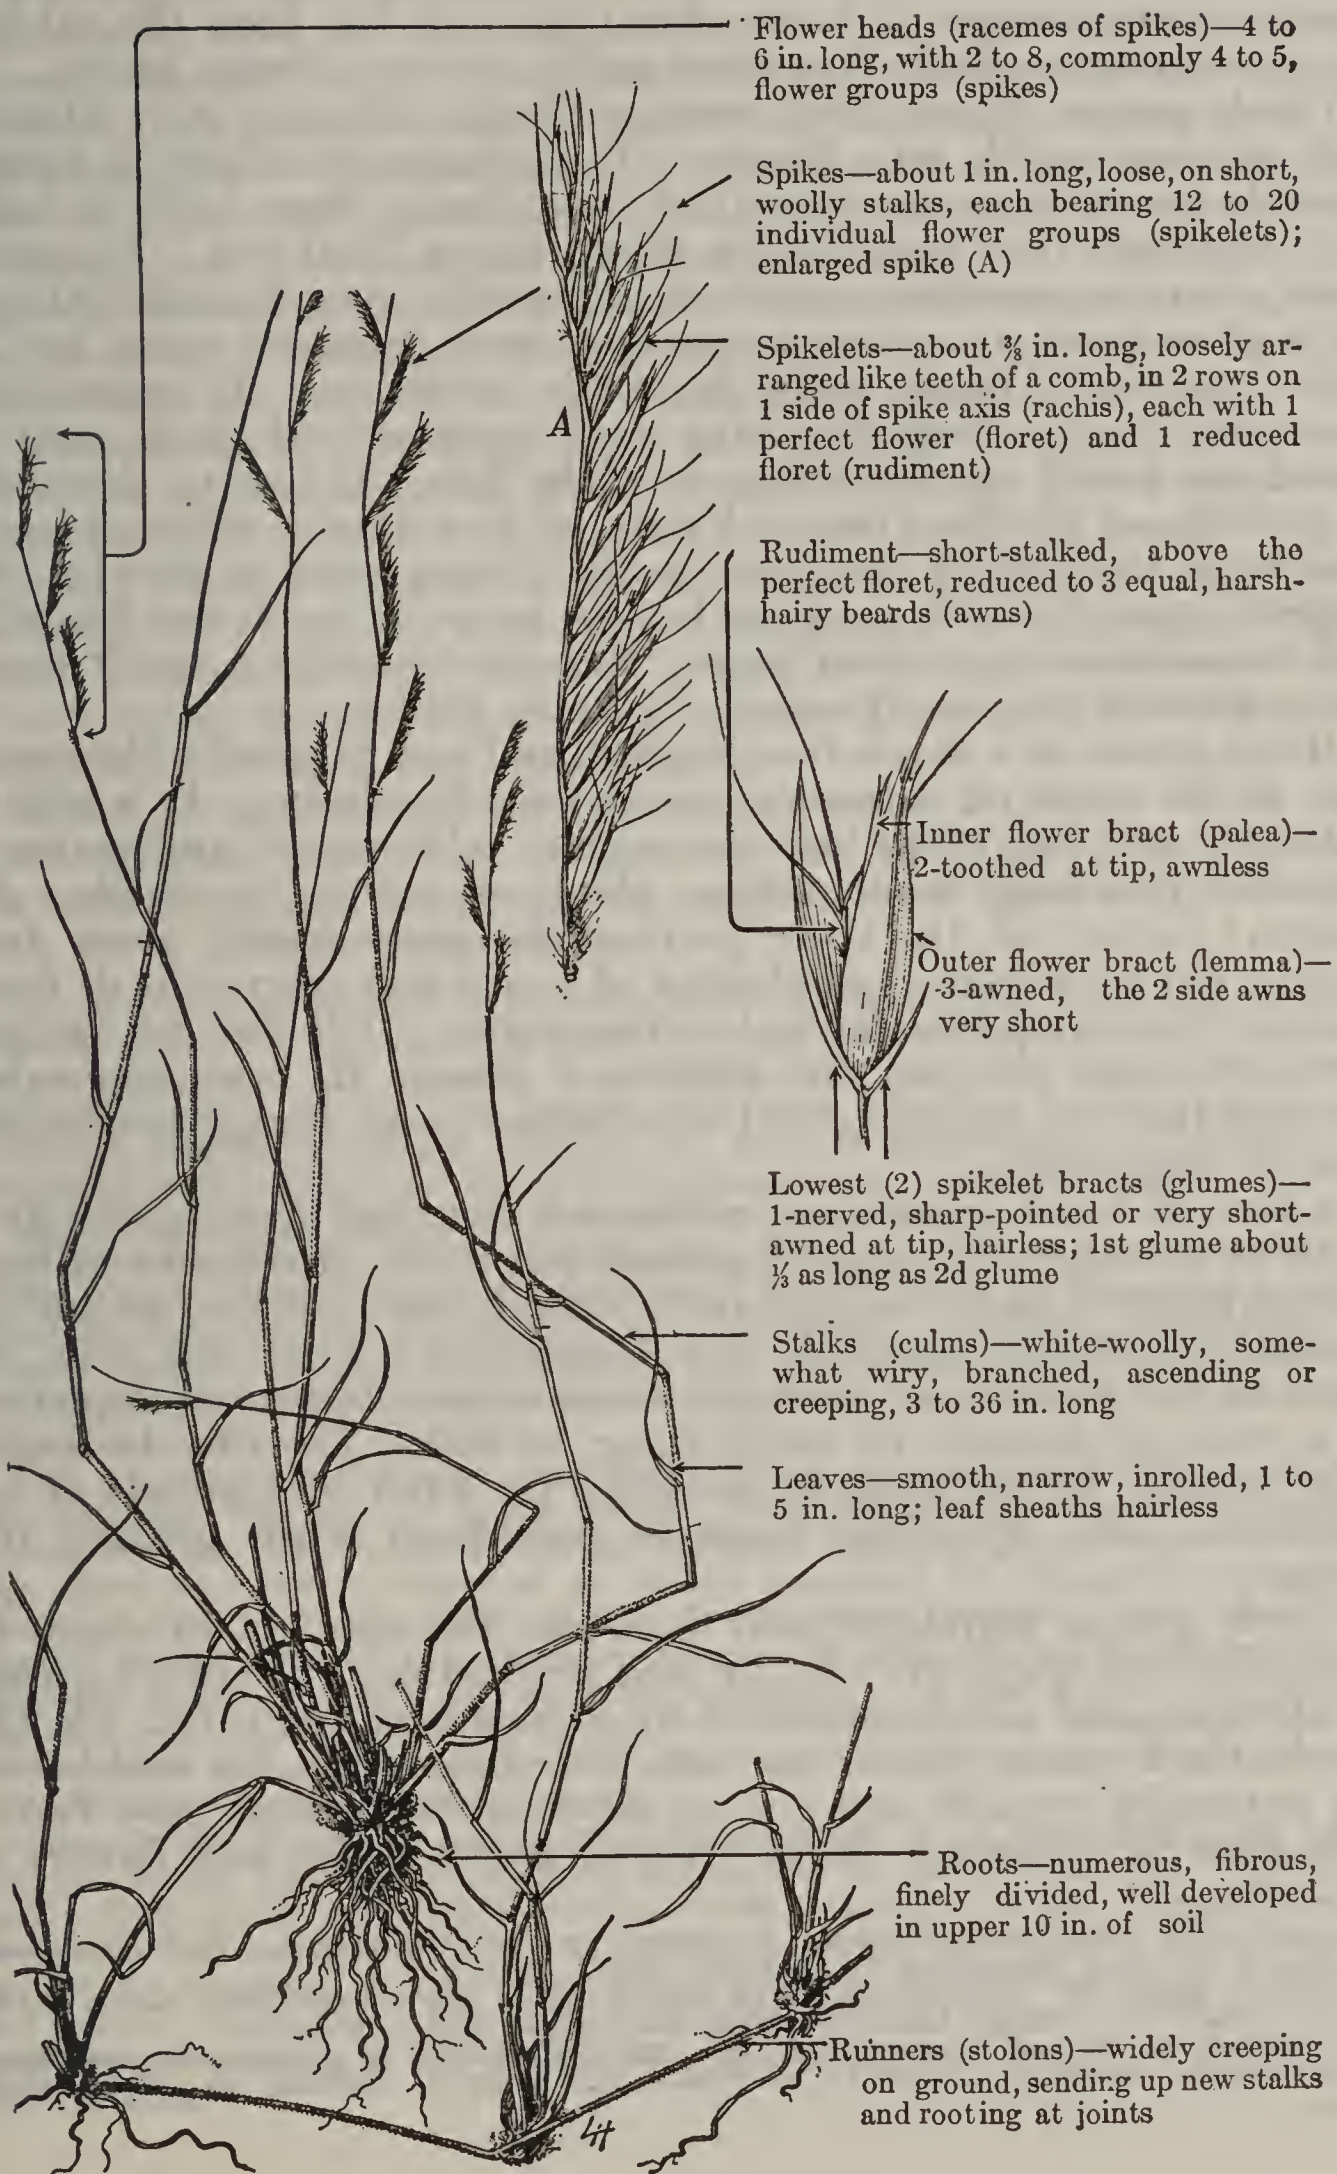 Flower heads (racemes of spikes)—4 to
6 in. long, with 2 to 8, commonly 4 to 5,
flower groups (spikes)
Spikes—about 1 in. long, loose, on short,
woolly stalks, each bearing 12 to 20
individual flower groups (spikelets);
enlarged spike (A)
Spikelets—about ⅜ in. long, loosely ar-
ranged like teeth of a comb, in 2 rows on
1 side of spike axis (rachis), each with 1
perfect flower (floret) and 1 reduced
floret (rudiment)
A
Rudiment—short-stalked, above the
perfect floret, reduced to 3 equal, harsh-
hairy beards (awns)
Inner flower bract (palea)—
2-toothed at tip, awnless
Outer flower bract (lemma)—
3-awned, the 2 side awns
very short
Lowest (2) spikelet bracts (glumes)—
1-nerved, sharp-pointed or very short-
awned at tip, hairless; 1st glume about
⅓ as long as 2d glume
Stalks (culms)—white-woolly, some-
what wiry, branched, ascending or
creeping, 3 to 36 in. long
Leaves—smooth, narrow, inrolled, 1 to
5 in. long; leaf sheaths hairless
Roots—numerous, fibrous,
finely divided, well developed
in upper 10 in. of soil
Runners (stolons)—widely creeping
on ground, sending up new stalks
and rooting at joints
LH